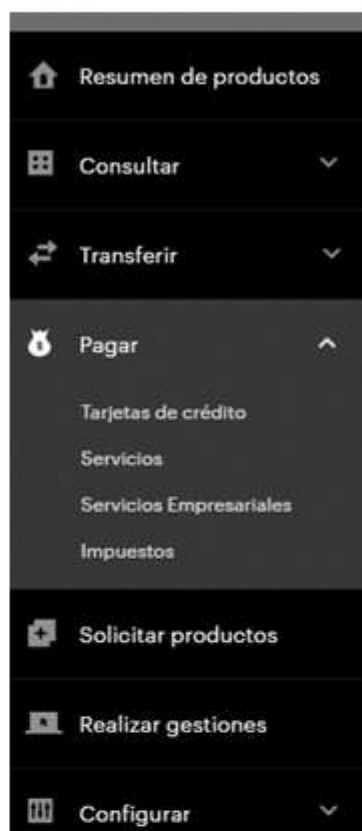 Resumen de productos
Consultar
Transferir
Pagar
Tarjetas de crédito
Servicios
Servicios Empresariales
Impuestos
Solicitar productos
Realizar gestiones
Configurar